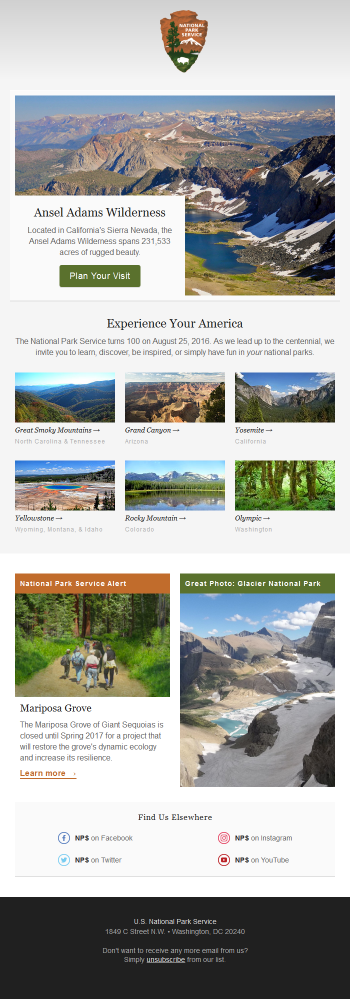 NATIONAL
PARK
SERVICE
Ansel Adams Wilderness
Located in California's Sierra Nevada, the
Ansel Adams Wilderness spans 231,533
acres of rugged beauty.
Plan Your Visit
Experience Your America
The National Park Service turns 100 on August 25, 2016. As we lead up to the centennial, we
invite you to learn, discover, be inspired, or simply have fun in your national parks.
Great Smoky Mountains →
North Carolina & Tennessee
Grand Canyon →
Arizona
Yosemite →
California
Yellowstone →
Wyoming, Montana, & Idaho
Rocky Mountain →
Colorado
Olympic →
Washington
National Park Service Alert
Mariposa Grove
The Mariposa Grove of Giant Sequoias is
closed until Spring 2017 for a project that
will restore the grove's dynamic ecology
and increase its resilience.
Learn more →
Great Photo: Glacier National Park
Find Us Elsewhere
NPS on Facebook
NPS on Instagram
NPS on Twitter
NPS on YouTube
U.S. National Park Service
1849 C Street N.W. • Washington, DC 20240
Don't want to receive any more email from us?
Simply unsubscribe from our list.